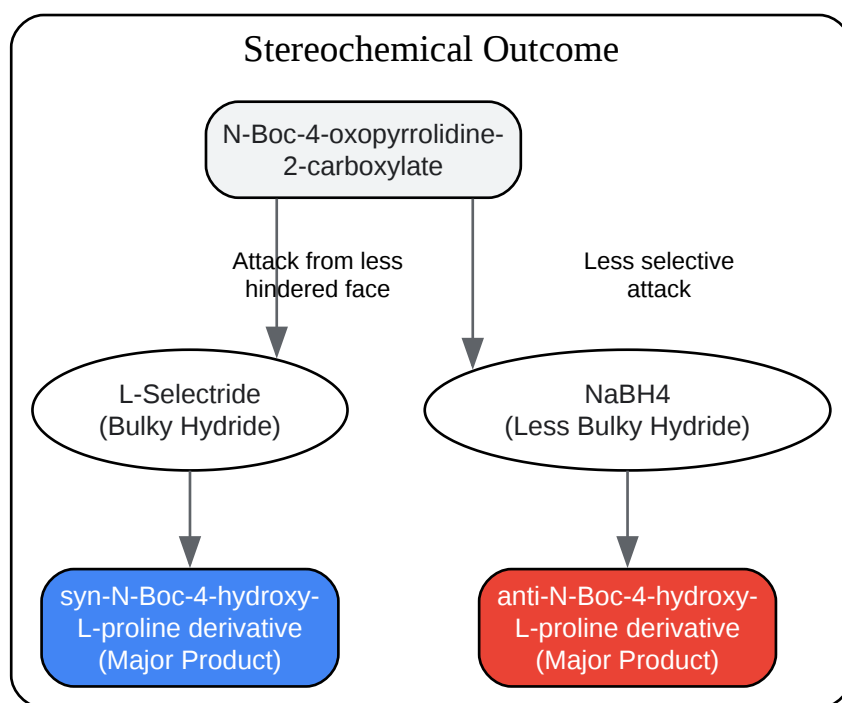 Stereochemical Outcome
N-Boc-4-oxopyrrolidine-
2-carboxylate
Attack from less
hindered face
Less selective
attack
L-Selectride
(Bulky Hydride)
NaBH4
(Less Bulky Hydride)
syn-N-Boc-4-hydroxy-
L-proline derivative
(Major Product)
anti-N-Boc-4-hydroxy-
L-proline derivative
(Major Product)